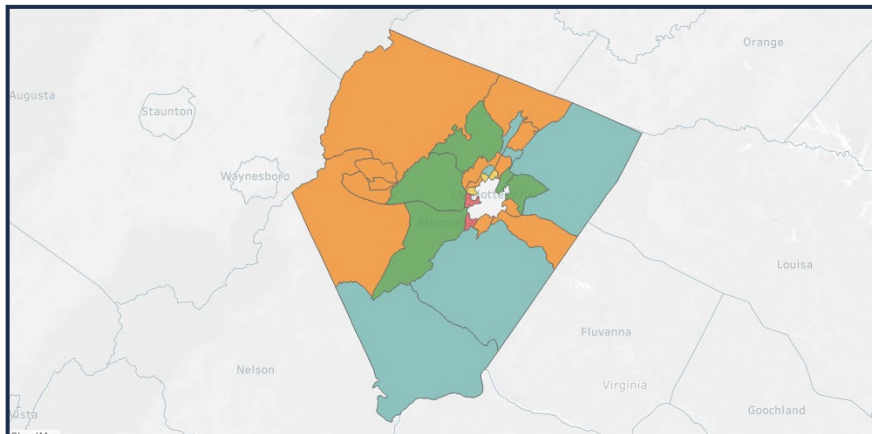 Orange
Augusta
Staunton
Waynesboro
Louisa
Fluvanna
Nelson
Virginia
Goochland